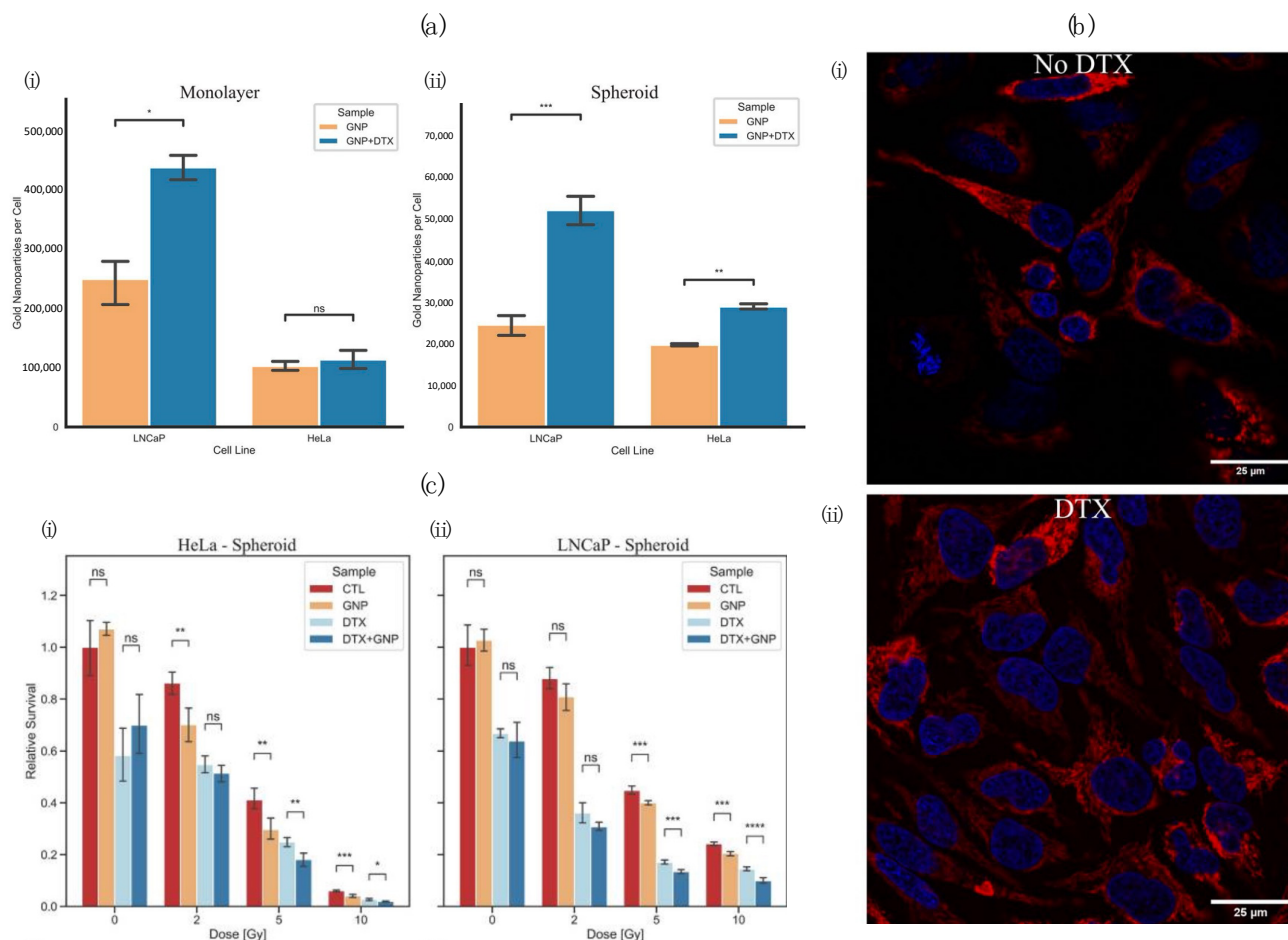 (a)
(b)
(i)
Monolayer
Sample
GNP
GNP+DTX
*
ns
Gold Nanoparticles per Cell
500,000
400,000
300,000
200,000
100,000
0
LNCaP
HeLa
Cell Line
(ii)
Spheroid
Sample
GNP
GNP+DTX
***
**
Gold Nanoparticles per Cell
70,000
60,000
50,000
40,000
30,000
20,000
10,000
0
LNCaP
HeLa
Cell Line
(i)
No DTX
25 µm
(ii)
DTX
25 µm
(c)
(i)
HeLa - Spheroid
Sample
CTL
GNP
DTX
DTX+GNP
ns
ns
**
ns
**
**
***
*
Relative Survival
1.2
1.0
0.8
0.6
0.4
0.2
0.0
0
2
5
10
Dose [Gy]
(ii)
LNCaP - Spheroid
Sample
CTL
GNP
DTX
DTX+GNP
ns
ns
ns
ns
***
***
***
****
0
2
5
10
Dose [Gy]